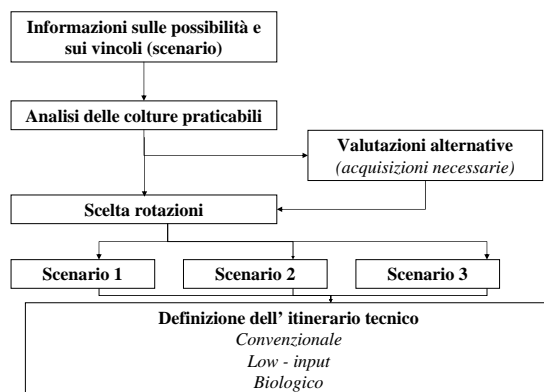 Informazioni sulle possibilità e
sui vincoli (scenario)
Analisi delle colture praticabili
Valutazioni alternative
(acquisizioni necessarie)
Scelta rotazioni
Scenario 1
Scenario 2
Scenario 3
Definizione dell’ itinerario tecnico
Convenzionale
Low - input
Biologico